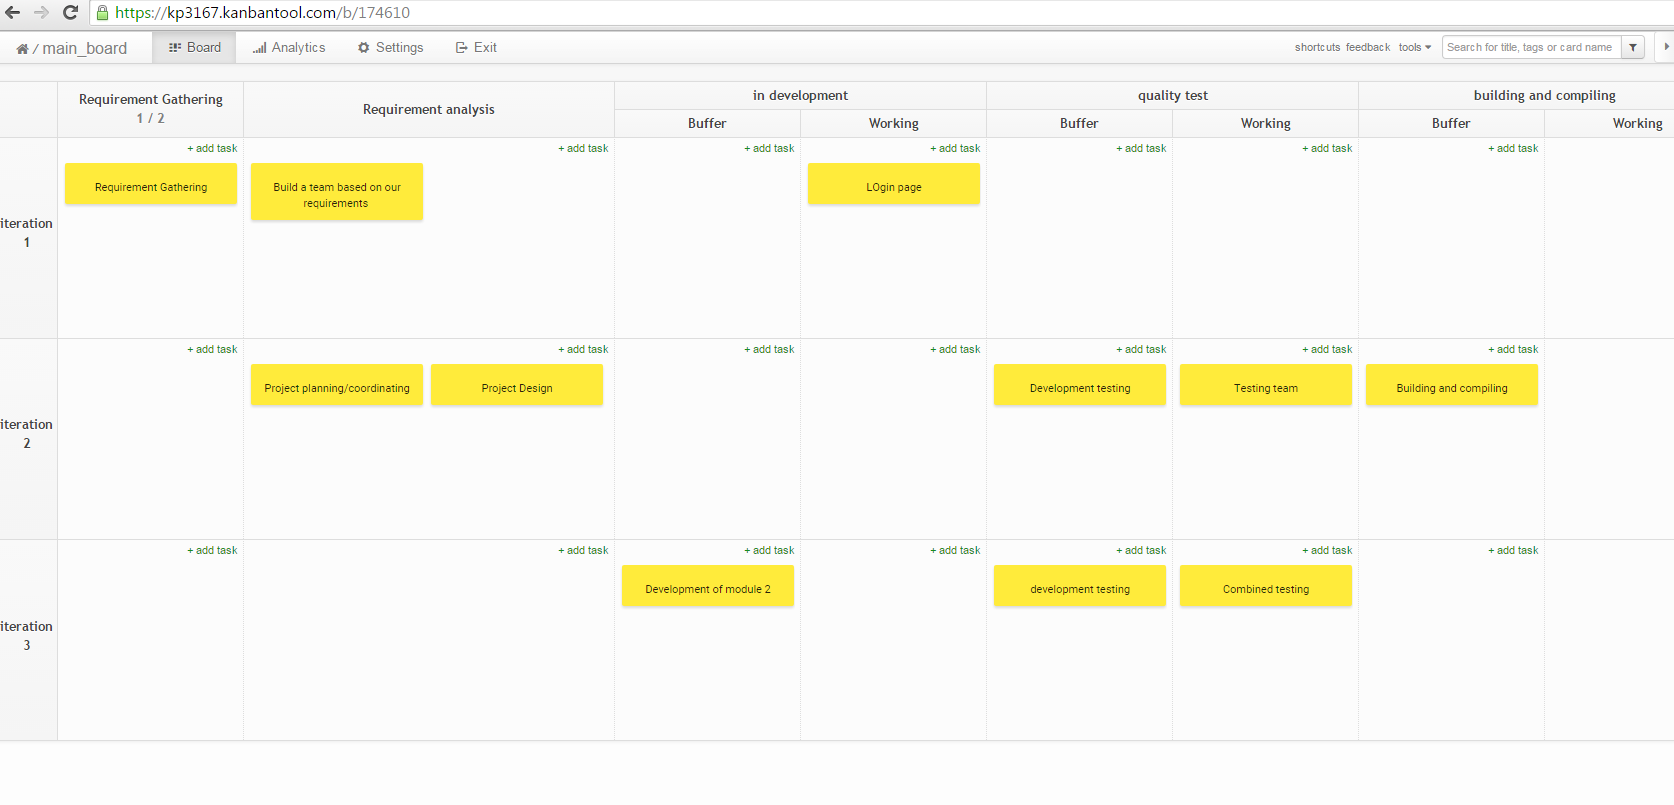 https://kp3167.kanbantool.com/b/174610
/ main_board Board Analytics Settings Exit shortcuts feedback tools Search for title, tags or card name
Requirement Gathering
1 / 2
Requirement analysis
in development
Buffer Working
quality test
Buffer Working
building and compiling
Buffer Working
iteration
1
+ add task + add task + add task + add task + add task + add task + add task
Requirement Gathering
Build a team based on our
requirements
LOgin page
iteration
2
+ add task + add task + add task + add task + add task + add task + add task
Project planning/coordinating
Project Design
Development testing
Testing team
Building and compiling
iteration
3
+ add task + add task + add task + add task + add task + add task + add task
Development of module 2
development testing
Combined testing